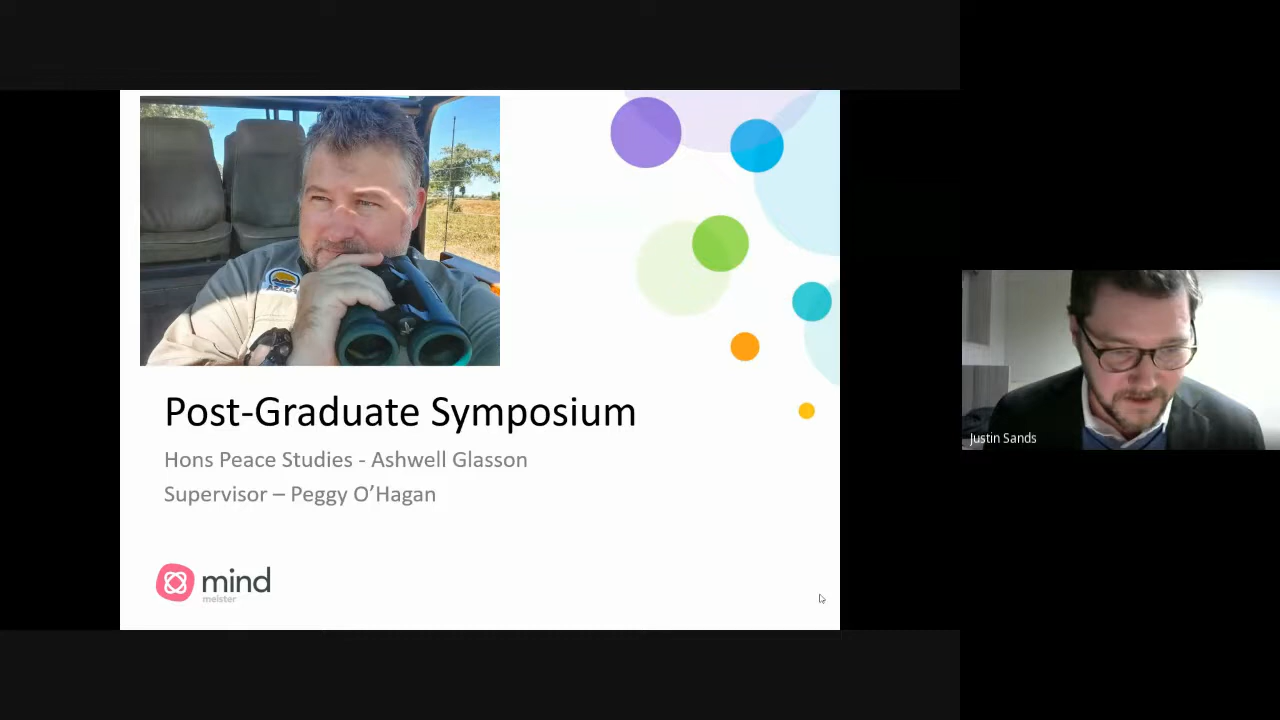 Post-Graduate Symposium
Hons Peace Studies - Ashwell Glasson
Supervisor – Peggy O’Hagan
mind
meister
Justin Sands